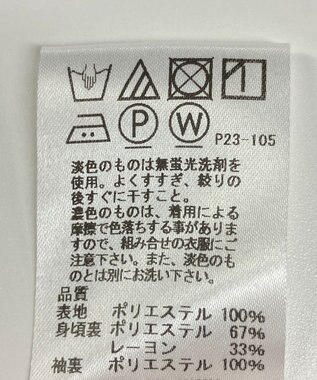 P W P23-105
淡色のものは無蛍光洗剤を
使用。よくすすぎ、絞りの
後すぐに干すこと。
濃色のものは、着用による
摩擦で色落ちする事があり
ますので、組み合せの衣服にご
注意下さい。また、淡色のも
のとは別にお洗い下さい。
品質
表地 ポリエステル 100%
身頃裏 ポリエステル 67%
レーヨン 33%
袖裏 ポリエステル 100%